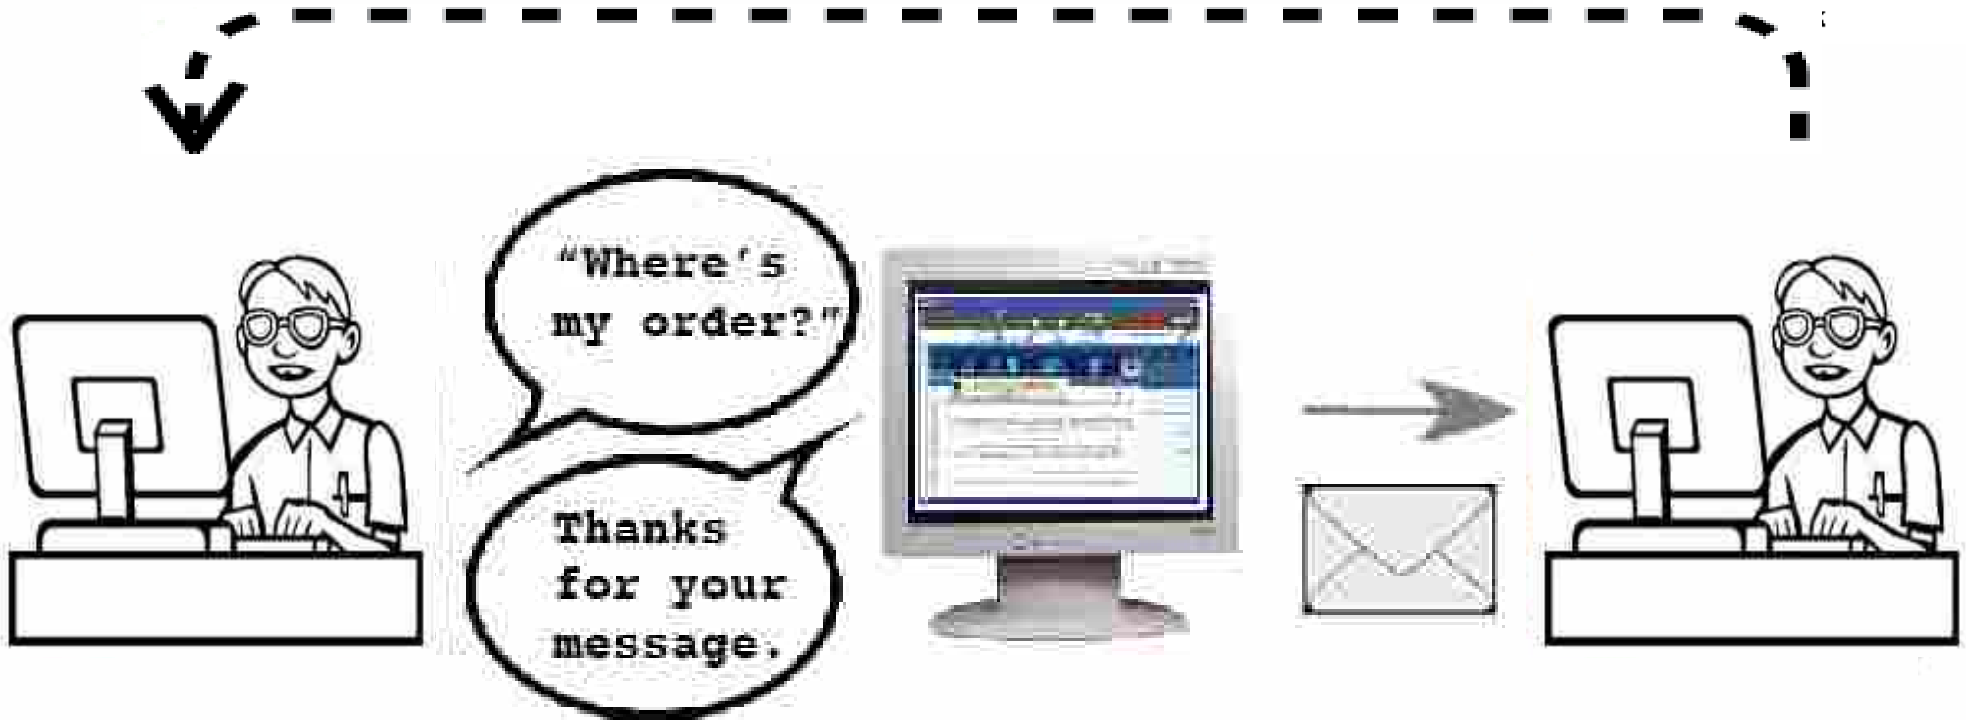 “Where’s
my order?”
Thanks
for your
message.